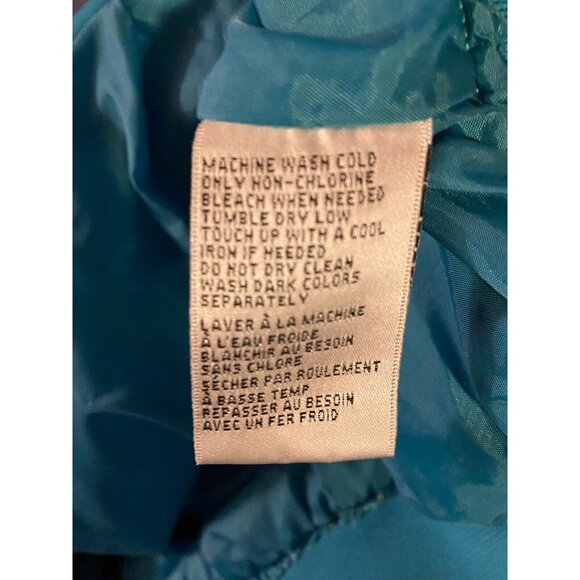 MACHINE WASH COLD
ONLY NON-CHLORINE
BLEACH WHEN NEEDED
TUMBLE DRY LOW
TOUCH UP WITH A COOL
IRON IF NEEDED
DO NOT DRY CLEAN
WASH DARK COLORS
SEPARATELY
LAVER À LA MACHINE
À L'EAU FROIDE
BLANCHIR AU BESOIN
SANS CHLORE
SÉCHER PAR ROULEMENT
À BASSE TEMP
REPASSER AU BESOIN
AVEC UN FER FROID